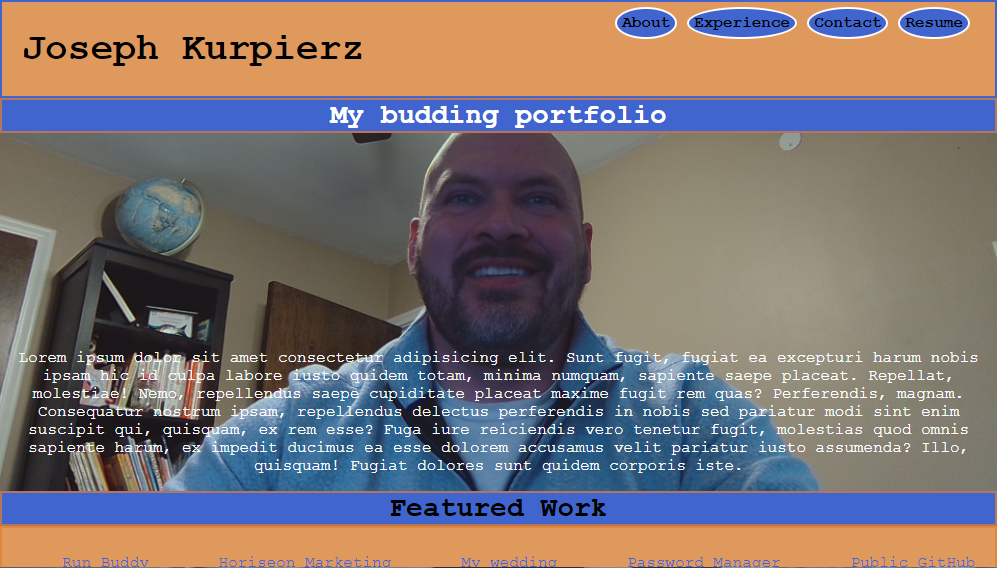 About Experience Contact Resume
Joseph Kurpierz
My budding portfolio
Lorem ipsum dolor sit amet consectetur adipisicing elit. Sunt fugit, fugiat ea excepturi harum nobis
ipsam hic id culpa labore iusto quidem totam, minima numquam, sapiente saepe placeat. Repellat,
molestiae! Nemo, repellendus saepe cupiditate placeat maxime fugit rem quas? Perferendis, magnam.
Consequatur nostrum ipsam, repellendus delectus perferendis in nobis sed pariatur modi sint enim
suscipit qui, quisquam, ex rem esse? Fuga iure reiciendis vero tenetur fugit, molestias quod omnis
sapiente harum, ex impedit ducimus ea esse dolorem accusamus velit pariatur iusto assumenda? Illo,
quisquam! Fugiat dolores sunt quidem corporis iste.
Featured Work
Run Buddy Horiseon Marketing My wedding Password Manager Public GitHub